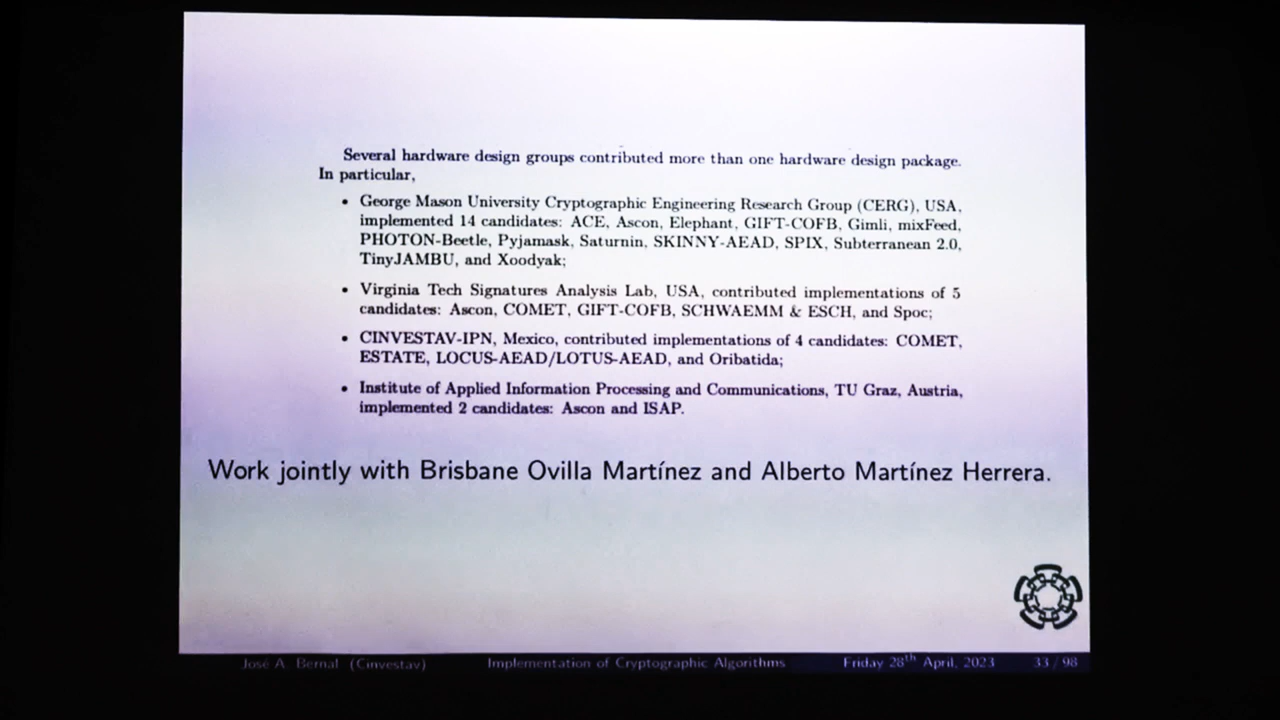 Several hardware design groups contributed more than one hardware design package.
In particular,
• George Mason University Cryptographic Engineering Research Group (CERG), USA,
implemented 14 candidates: ACE, Ascon, Elephant, GIFT-COFB, Gimli, mixFeed,
PHOTON-Beetle, Pyjamask, Saturnin, SKINNY-AEAD, SPIX, Subterranean 2.0,
TinyJAMBU, and Xoodyak;
• Virginia Tech Signatures Analysis Lab, USA, contributed implementations of 5
candidates: Ascon, COMET, GIFT-COFB, SCHWAEMM & ESCH, and Spoc;
• CINVESTAV-IPN, Mexico, contributed implementations of 4 candidates: COMET,
ESTATE, LOCUS-AEAD/LOTUS-AEAD, and Oribatida;
• Institute of Applied Information Processing and Communications, TU Graz, Austria,
implemented 2 candidates: Ascon and ISAP.
Work jointly with Brisbane Ovilla Martínez and Alberto Martínez Herrera.
José A. Bernal (Cinvestav) Implementation of Cryptographic Algorithms Friday 28th April, 2023 33 / 98